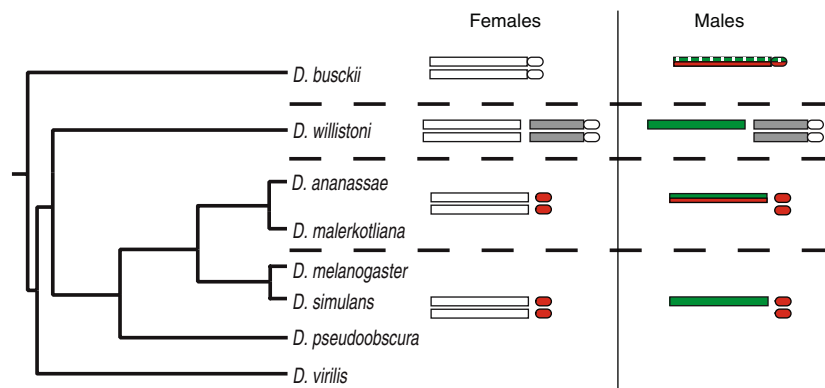 Females
Males
D. busckii
D. willistoni
D. ananassae
D. malerkotliana
D. melanogaster
D. simulans
D. pseudoobscura
D. virilis